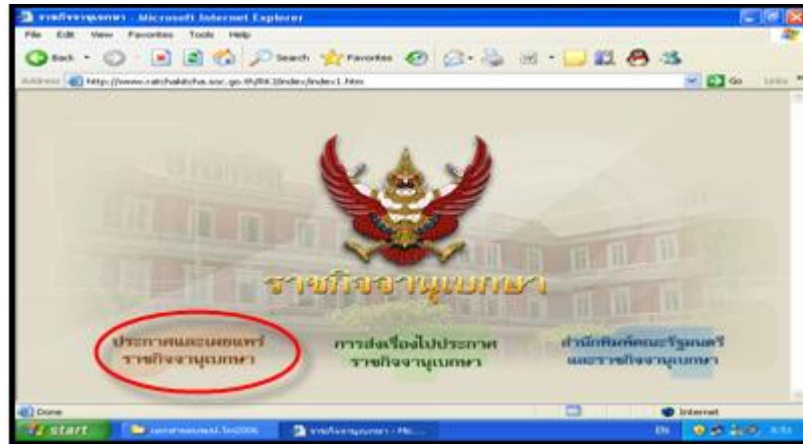 ราชกิจจานุเบกษา - Microsoft Internet Explorer
File Edit View Favorites Tools Help
Back Search Favorites
Address http://www.ratchakitcha.soc.go.th/RKJ/index/index1.htm Go Links
ราชกิจจานุเบกษา
ประกาศและเผยแพร่
ราชกิจจานุเบกษา
การส่งเรื่องไปประกาศ
ราชกิจจานุเบกษา
สำนักพิมพ์คณะรัฐมนตรี
และราชกิจจานุเบกษา
Done Internet
start ราชกิจจานุเบกษา - Mic... EN